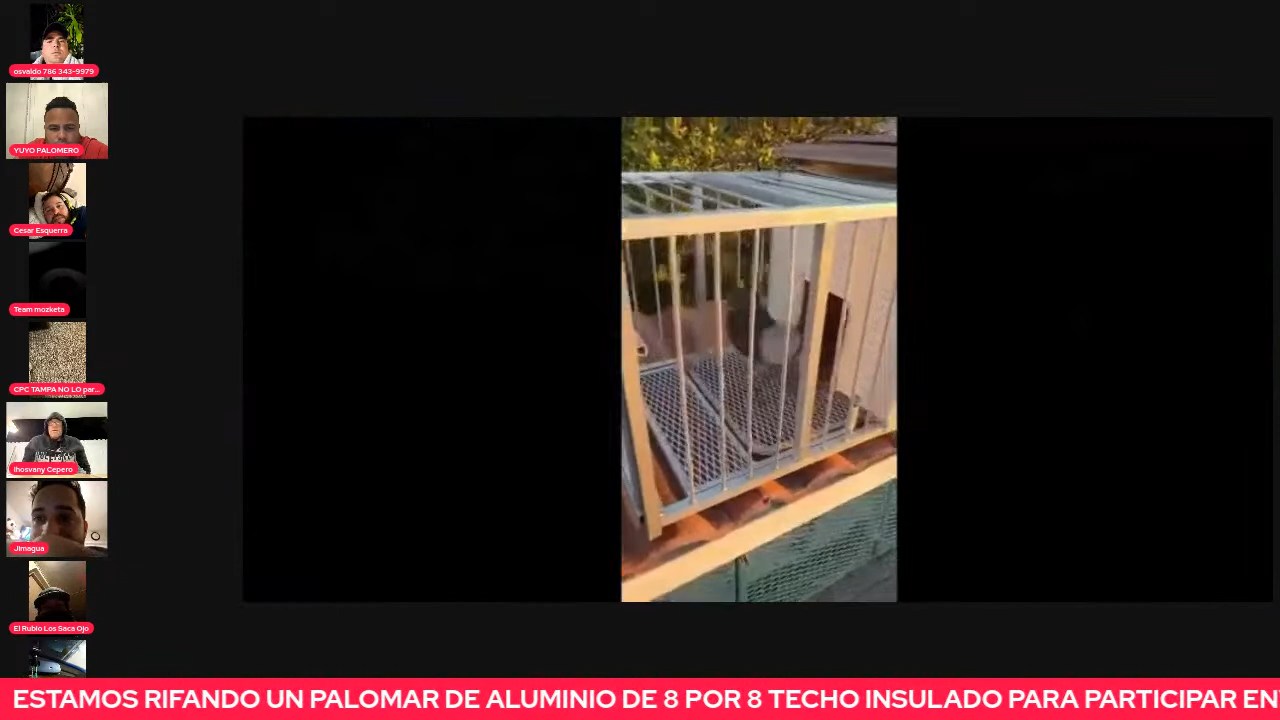 osvaldo 786 343-9979
YUYO PALOMERO
Cesar Esquerra
Team mozketa
CPC TAMPA NO LO par...
Ihosvany Cepero
Jimagua
El Rubio Los Saca Ojo
ESTAMOS RIFANDO UN PALOMAR DE ALUMINIO DE 8 POR 8 TECHO INSULADO PARA PARTICIPAR EN